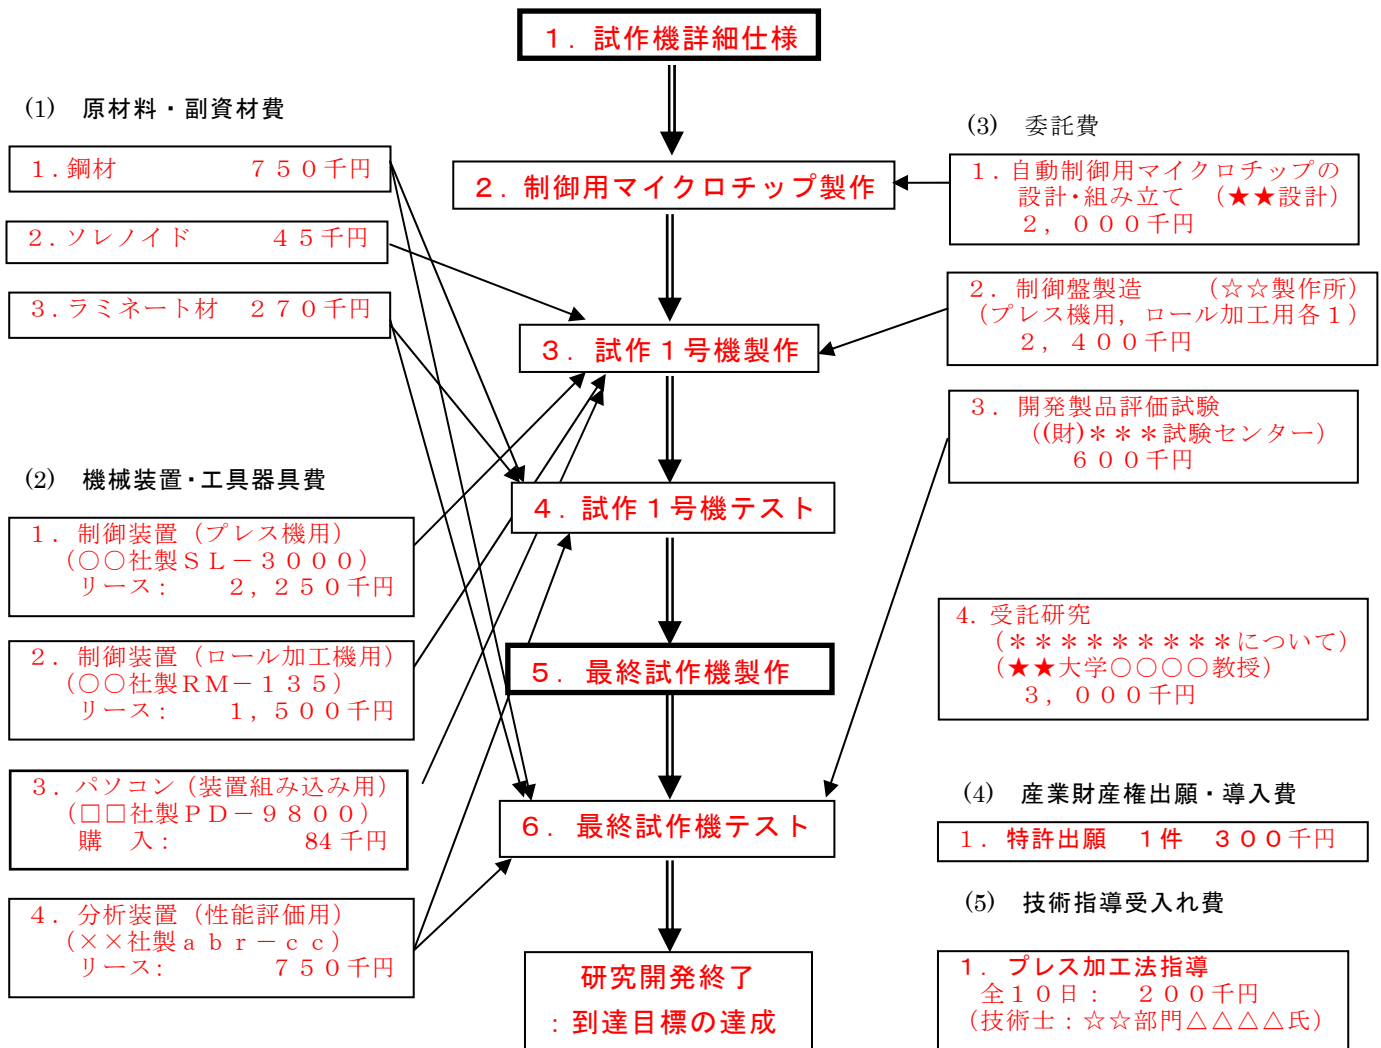 １．試作機詳細仕様
(1)　原材料・副資材費
１.鋼材　　　　　７５０千円
２.ソレノイド　　　４５千円
３.ラミネート材　２７０千円
(2)　機械装置・工具器具費
１．制御装置（プレス機用）
（○○社製ＳＬ－３０００）
リース：　　２，２５０千円
２．制御装置（ロール加工機用）
（○○社製ＲＭ－１３５）
リース：　　１，５００千円
３．パソコン（装置組み込み用）
（□□社製ＰＤ－９８００）
購　入：　　　　　84千円
４．分析装置（性能評価用）
（××社製ａｂｒ－ｃｃ）
リース：　　　　７５０千円
２．制御用マイクロチップ製作
３．試作１号機製作
４．試作１号機テスト
５．最終試作機製作
６．最終試作機テスト
研究開発終了
：到達目標の達成
(3)　委託費
１．自動制御用マイクロチップの
設計・組み立て　（★★設計）
２，０００千円
２．制御盤製造　　　（☆☆製作所）
（プレス機用，ロール加工用各１）
２，４００千円
３．開発製品評価試験
（(財)＊＊＊試験センター）
６００千円
4. 受託研究
（＊＊＊＊＊＊＊＊＊について）
（★★大学○○○○教授）
３，０００千円
(4)　産業財産権出願・導入費
１．特許出願　１件　３００千円
(5)　技術指導受入れ費
１．プレス加工法指導
全１０日：　２００千円
（技術士：☆☆部門△△△△氏）